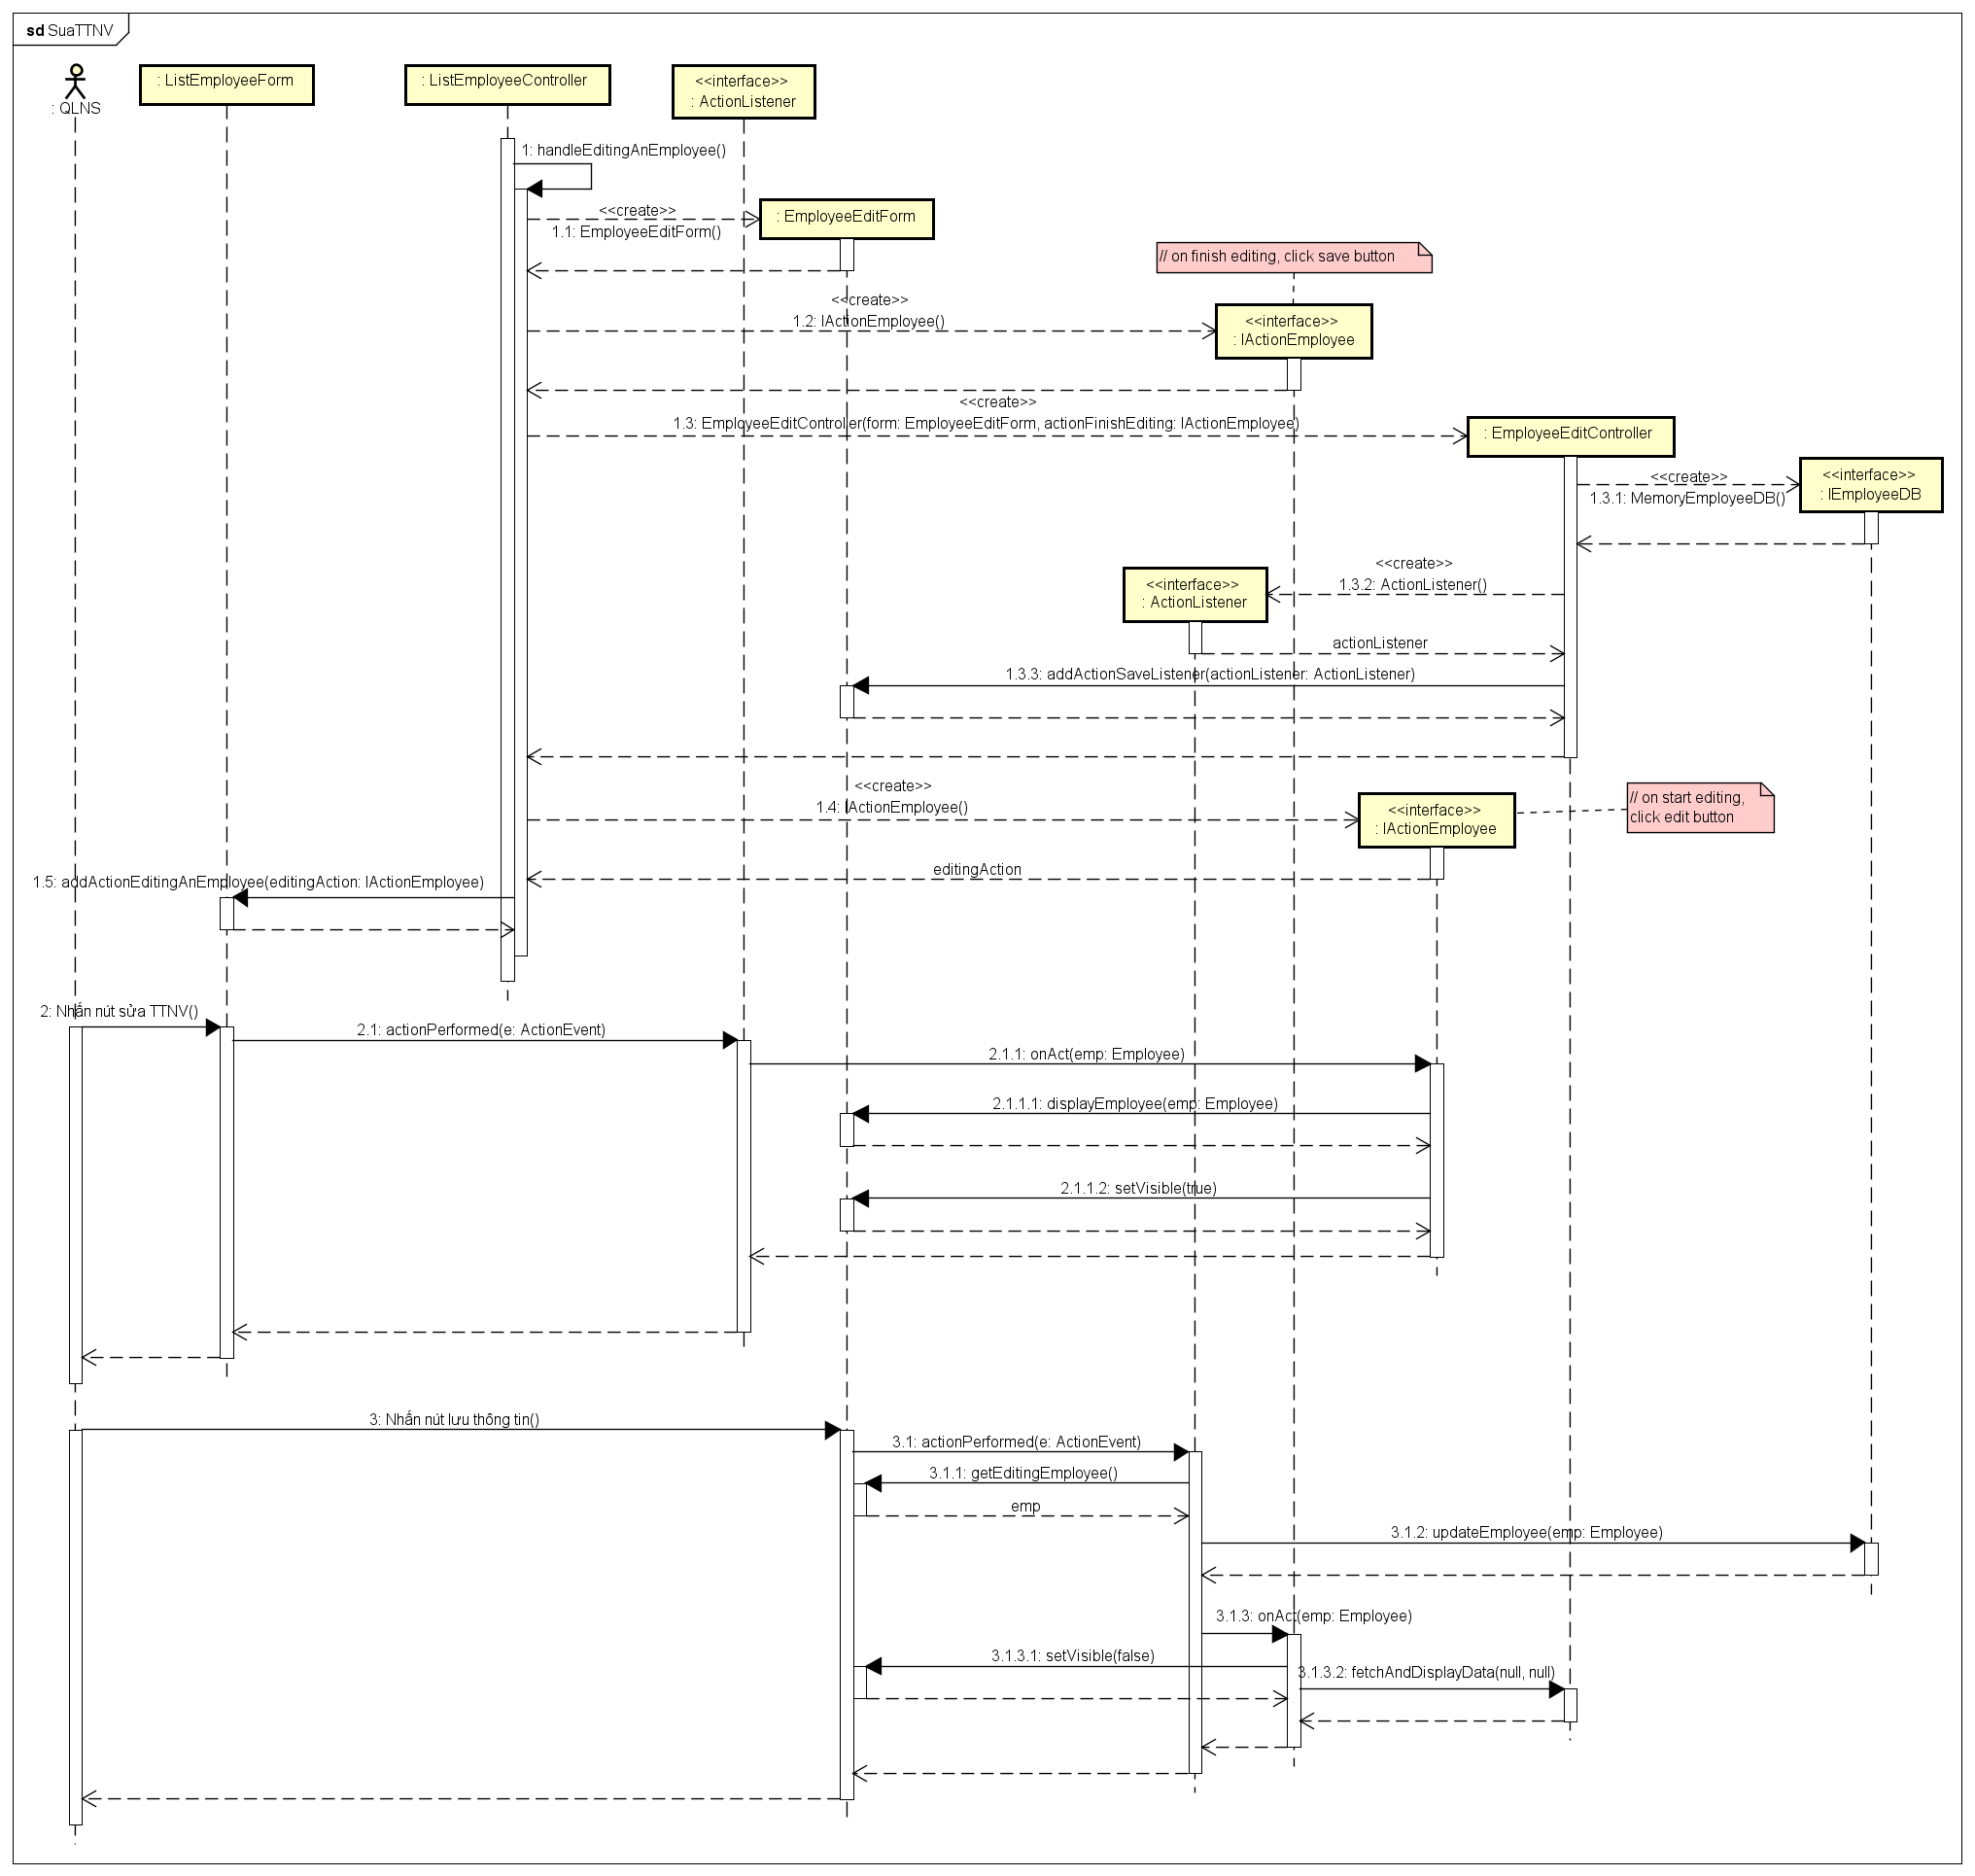 sd SuaTTNV
: QLNS
: ListEmployeeForm
: ListEmployeeController
<<interface>>
: ActionListener
1: handleEditingAnEmployee()
<<create>>
1.1: EmployeeEditForm()
: EmployeeEditForm
// on finish editing, click save button
<<create>>
1.2: IActionEmployee()
<<interface>>
: IActionEmployee
<<create>>
1.3: EmployeeEditController(form: EmployeeEditForm, actionFinishEditing: IActionEmployee)
: EmployeeEditController
<<create>>
1.3.1: MemoryEmployeeDB()
<<interface>>
: IEmployeeDB
<<create>>
1.3.2: ActionListener()
<<interface>>
: ActionListener
actionListener
1.3.3: addActionSaveListener(actionListener: ActionListener)
<<create>>
1.4: IActionEmployee()
<<interface>>
: IActionEmployee
// on start editing,
click edit button
editingAction
1.5: addActionEditingAnEmployee(editingAction: IActionEmployee)
2: Nhấn nút sửa TTNV()
2.1: actionPerformed(e: ActionEvent)
2.1.1: onAct(emp: Employee)
2.1.1.1: displayEmployee(emp: Employee)
2.1.1.2: setVisible(true)
3: Nhấn nút lưu thông tin()
3.1: actionPerformed(e: ActionEvent)
3.1.1: getEditingEmployee()
emp
3.1.2: updateEmployee(emp: Employee)
3.1.3: onAct(emp: Employee)
3.1.3.1: setVisible(false)
3.1.3.2: fetchAndDisplayData(null, null)